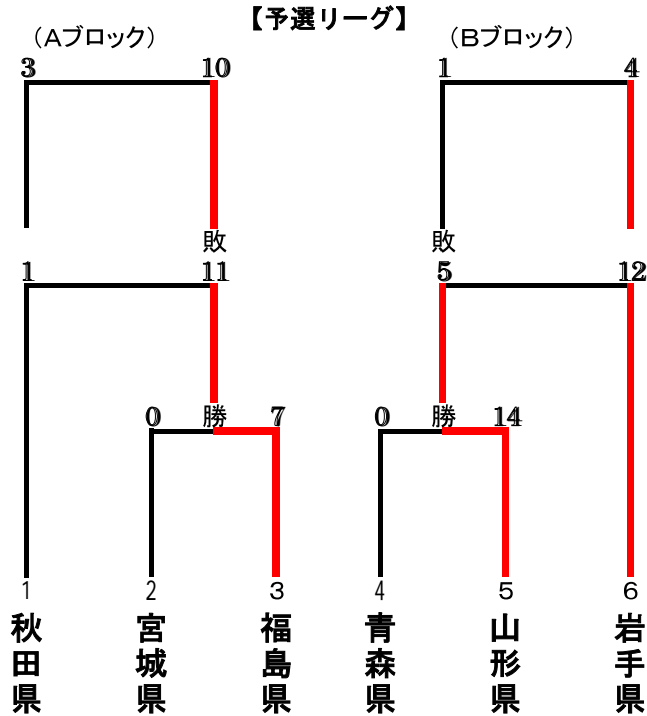 【予選リーグ】
（Aブロック） （Bブロック）
3 10 1 4
敗 敗
1 11 5 12
0 勝 7 0 勝 14
1 2 3 4 5 6
秋田県 宮城県 福島県 青森県 山形県 岩手県